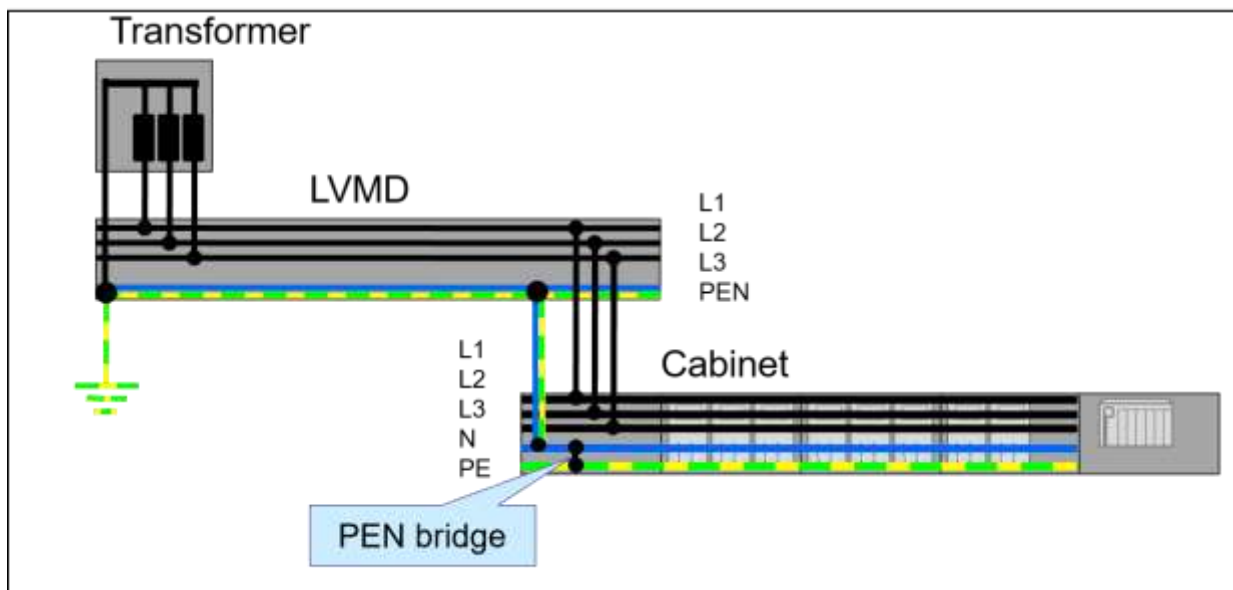 Transformer
LVMD
L1
L2
L3
PEN
L1
L2
L3
N
PE
Cabinet
PEN bridge